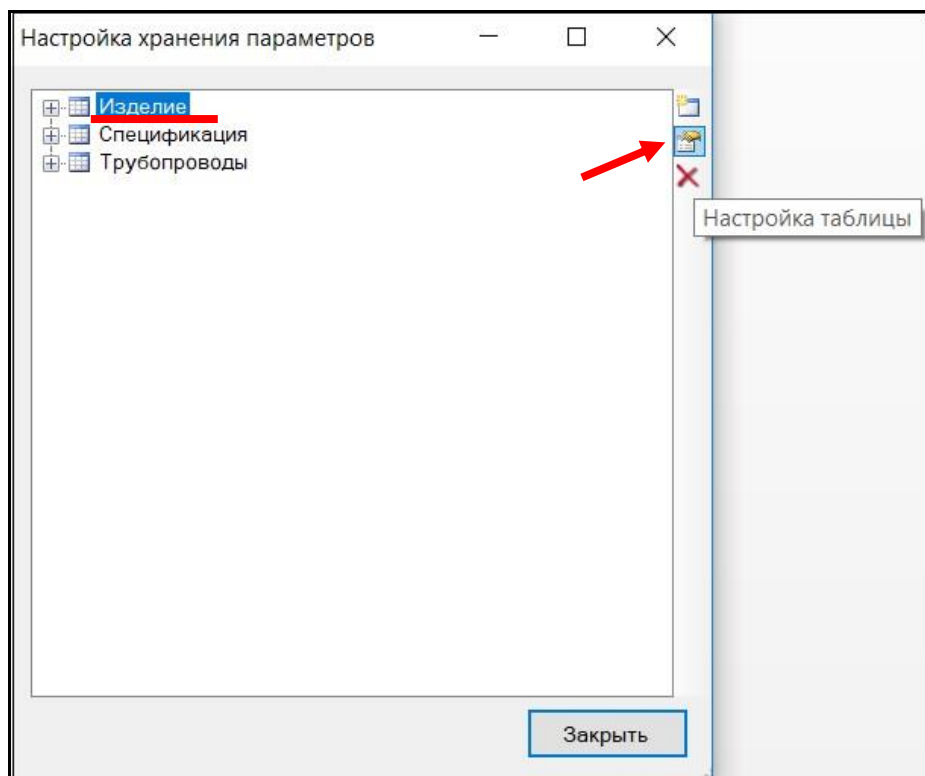 Настройка хранения параметров
Изделие
Спецификация
Трубопроводы
Настройка таблицы
Закрыть